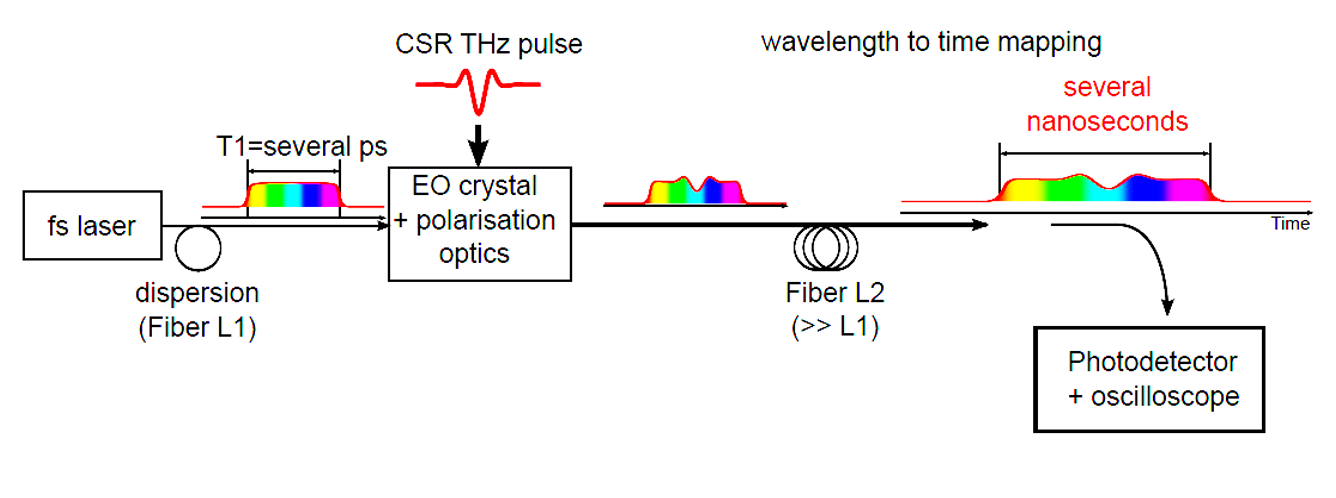 CSR THz pulse
wavelength to time mapping
several
nanoseconds
T1=several ps
fs laser
EO crystal
+ polarisation
optics
Time
dispersion
(Fiber L1)
Fiber L2
(>> L1)
Photodetector
+ oscilloscope